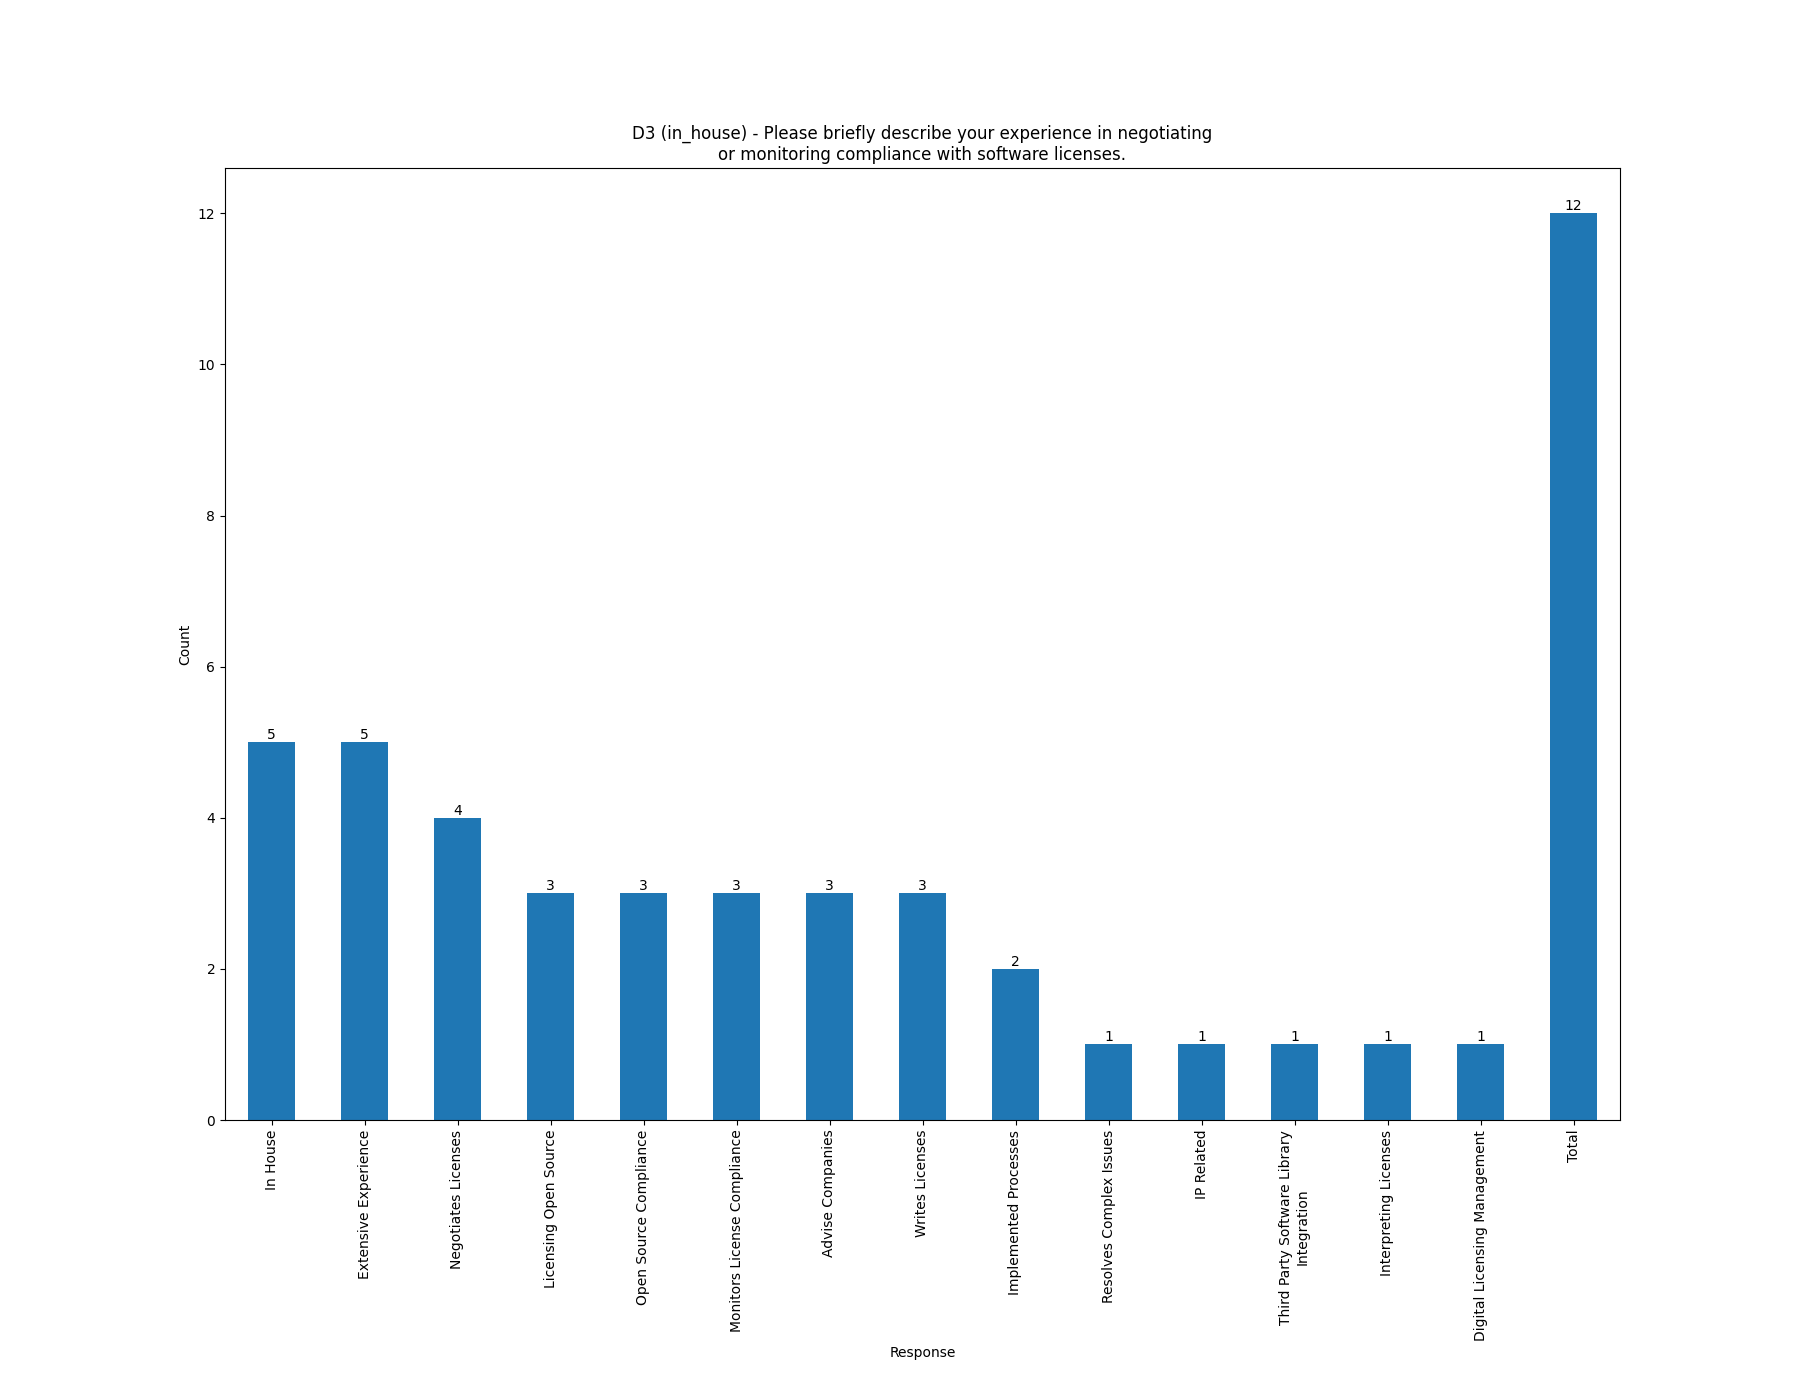 D3 (in_house) - Please briefly describe your experience in negotiating
or monitoring compliance with software licenses.
12
10
8
6
4
2
0
Count
5
5
4
3
3
3
3
3
2
1
1
1
1
1
12
In House
Extensive Experience
Negotiates Licenses
Licensing Open Source
Open Source Compliance
Monitors License Compliance
Advise Companies
Writes Licenses
Implemented Processes
Resolves Complex Issues
IP Related
Third Party Software Library
Integration
Interpreting Licenses
Digital Licensing Management
Total
Response